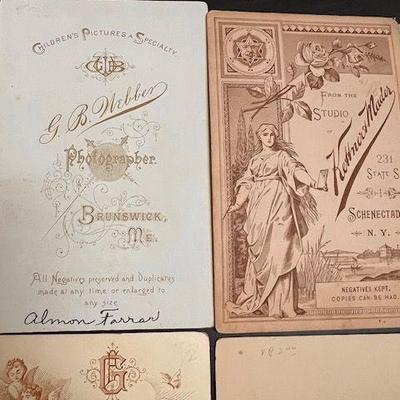 CHILDREN'S PICTURES A SPECIALTY.
G. B. Webber
Photographer.
BRUNSWICK,
ME.
All Negatives preserved and Duplicates
made at any time or enlarged to
any size
Almon Farrar
FROM THE
STUDIO
OF
231
STATE S
SCHENECTAD
N. Y.
NEGATIVES KEPT.
COPIES CAN BE HAD.